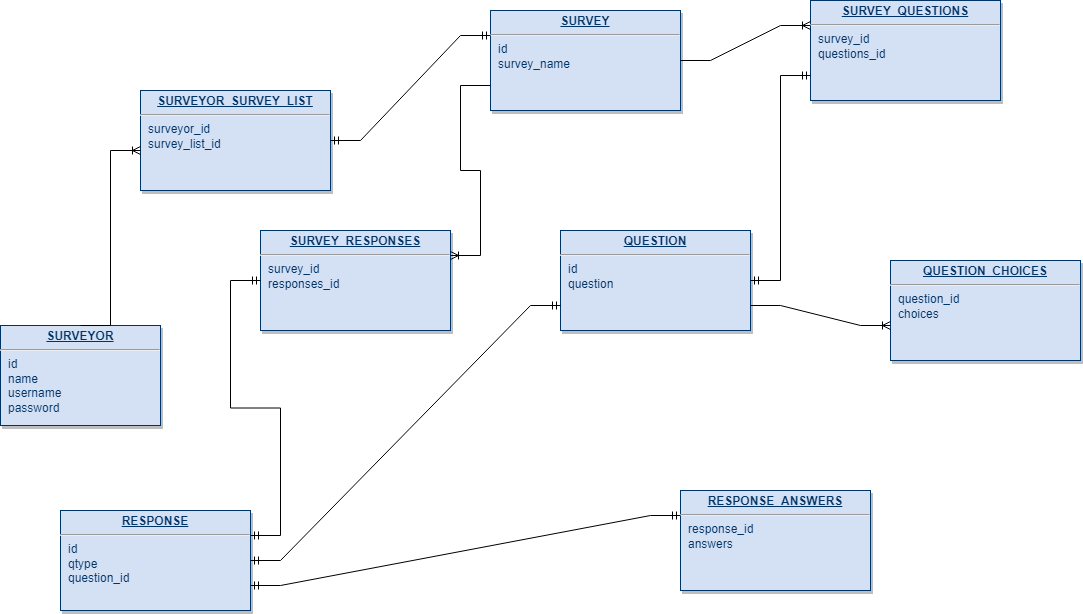 SURVEY
id
survey_name
SURVEY_QUESTIONS
survey_id
questions_id
SURVEYOR_SURVEY_LIST
surveyor_id
survey_list_id
SURVEY_RESPONSES
survey_id
responses_id
QUESTION
id
question
QUESTION_CHOICES
question_id
choices
SURVEYOR
id
name
username
password
RESPONSE
id
qtype
question_id
RESPONSE_ANSWERS
response_id
answers